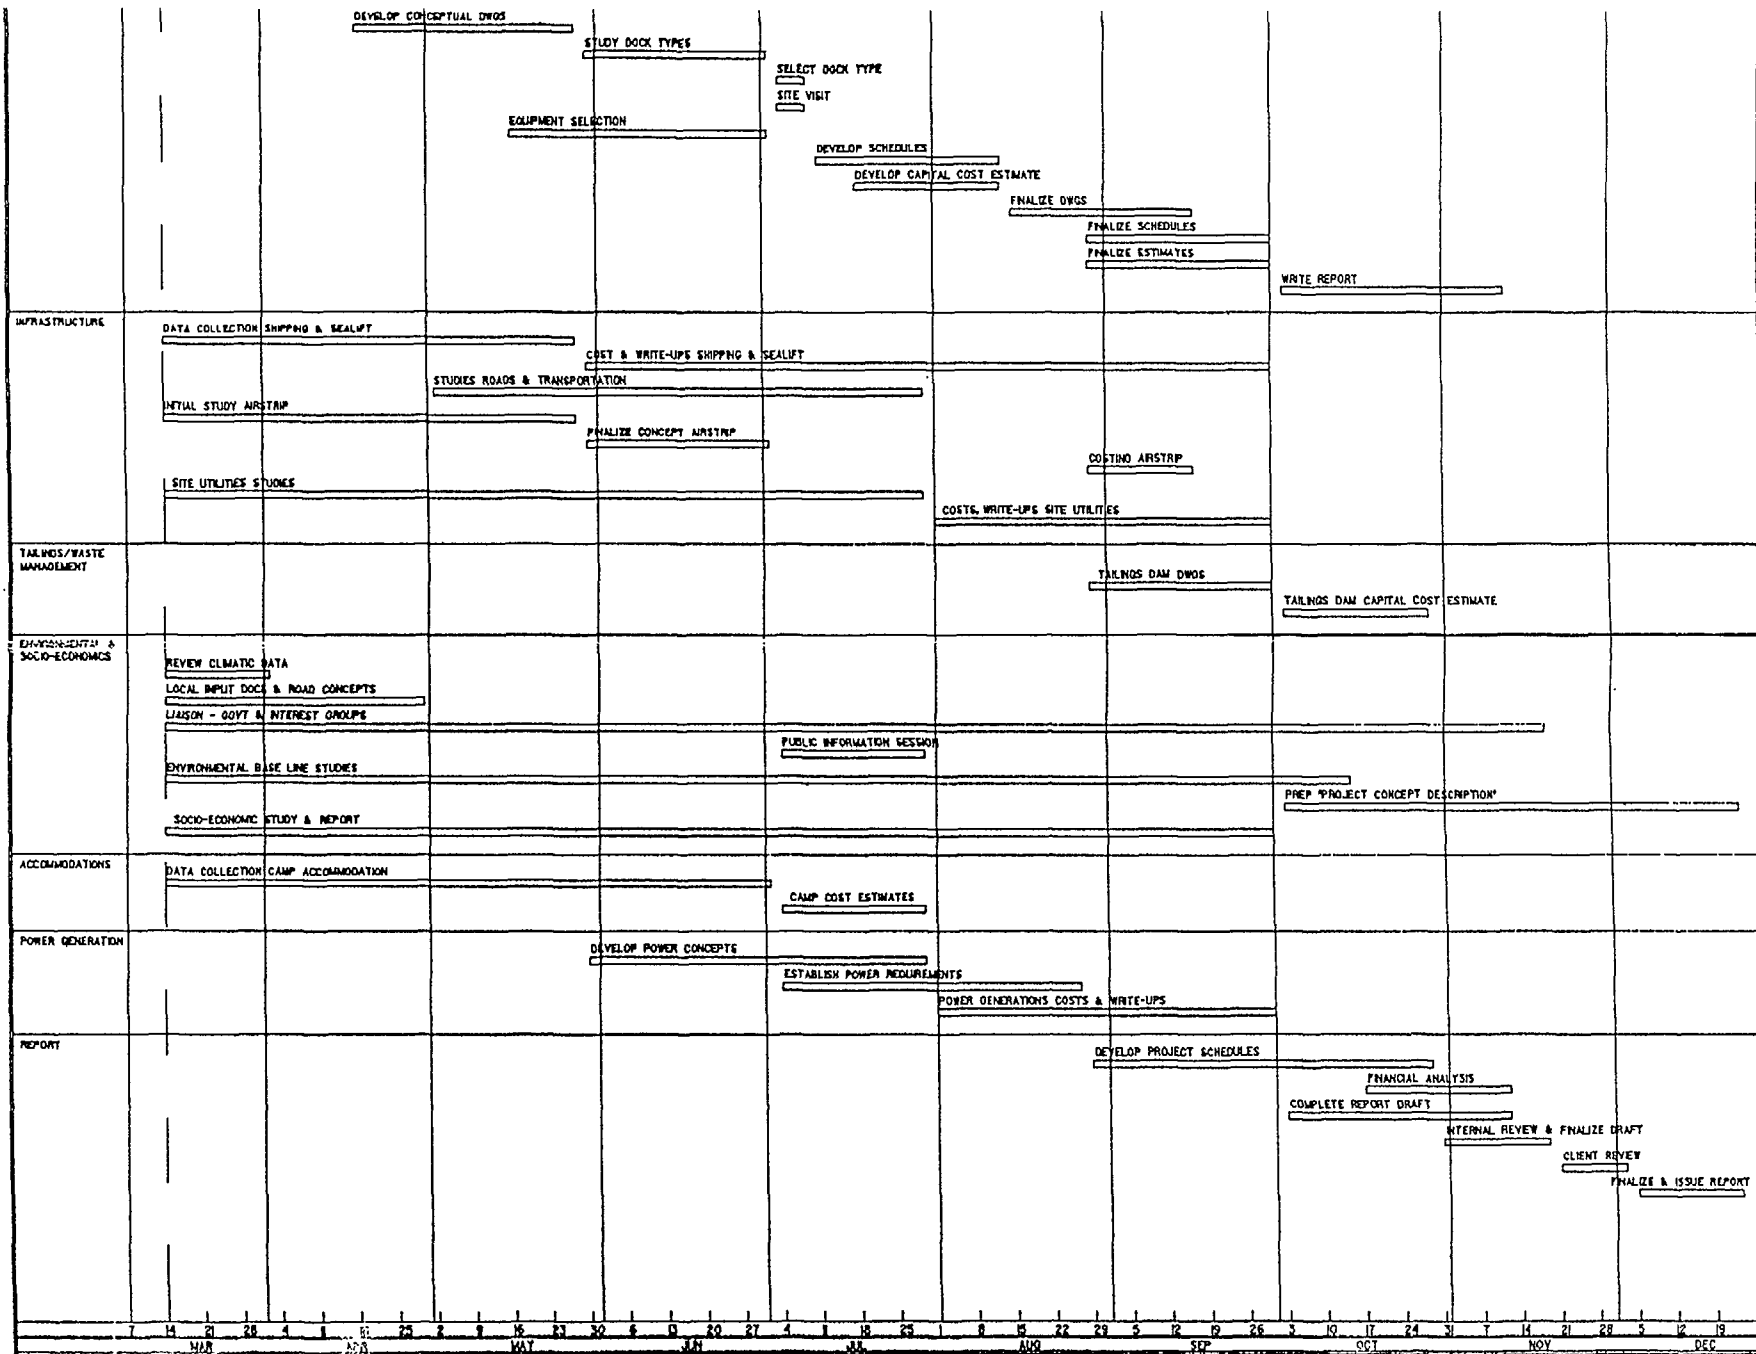 DEVELOP CONCEPTUAL DWGS
STUDY DOCK TYPES
SELECT DOCK TYPE
SITE VISIT
EQUIPMENT SELECTION
DEVELOP SCHEDULES
DEVELOP CAPITAL COST ESTIMATE
FINALIZE DWGS
FINALIZE SCHEDULES
FINALIZE ESTIMATES
WRITE REPORT
INFRASTRUCTURE
DATA COLLECTION SHIPPING & SEALIFT
COST & WRITE-UPS SHIPPING & SEALIFT
STUDIES ROADS & TRANSPORTATION
INITIAL STUDY AIRSTRIP
FINALIZE CONCEPT AIRSTRIP
COSTING AIRSTRIP
SITE UTILITIES STUDIES
COSTS, WRITE-UPS SITE UTILITIES
TAILINGS/WASTE
MANAGEMENT
TAILINGS DAM DWGS
TAILINGS DAM CAPITAL COST ESTIMATE
ENVIRONMENTAL &
SOCIO-ECONOMICS
REVIEW CLIMATIC DATA
LOCAL INPUT DOCK & ROAD CONCEPTS
LIAISON - GOVT & INTEREST GROUPS
PUBLIC INFORMATION SESSION
ENVIRONMENTAL BASE LINE STUDIES
PREP "PROJECT CONCEPT DESCRIPTION"
SOCIO-ECONOMIC STUDY & REPORT
ACCOMMODATIONS
DATA COLLECTION CAMP ACCOMMODATION
CAMP COST ESTIMATES
POWER GENERATION
DEVELOP POWER CONCEPTS
ESTABLISH POWER REQUIREMENTS
POWER GENERATIONS COSTS & WRITE-UPS
REPORT
DEVELOP PROJECT SCHEDULES
FINANCIAL ANALYSIS
COMPLETE REPORT DRAFT
INTERNAL REVIEW & FINALIZE DRAFT
CLIENT REVIEW
FINALIZE & ISSUE REPORT
7 14 21 28 4 25 2 9 16 23 30 6 13 20 27 4 18 25 1 8 15 22 29 5 12 19 26 3 10 17 24 31 7 14 21 28 5 12 19
MAR APR MAY JUN JUL AUG SEP OCT NOV DEC